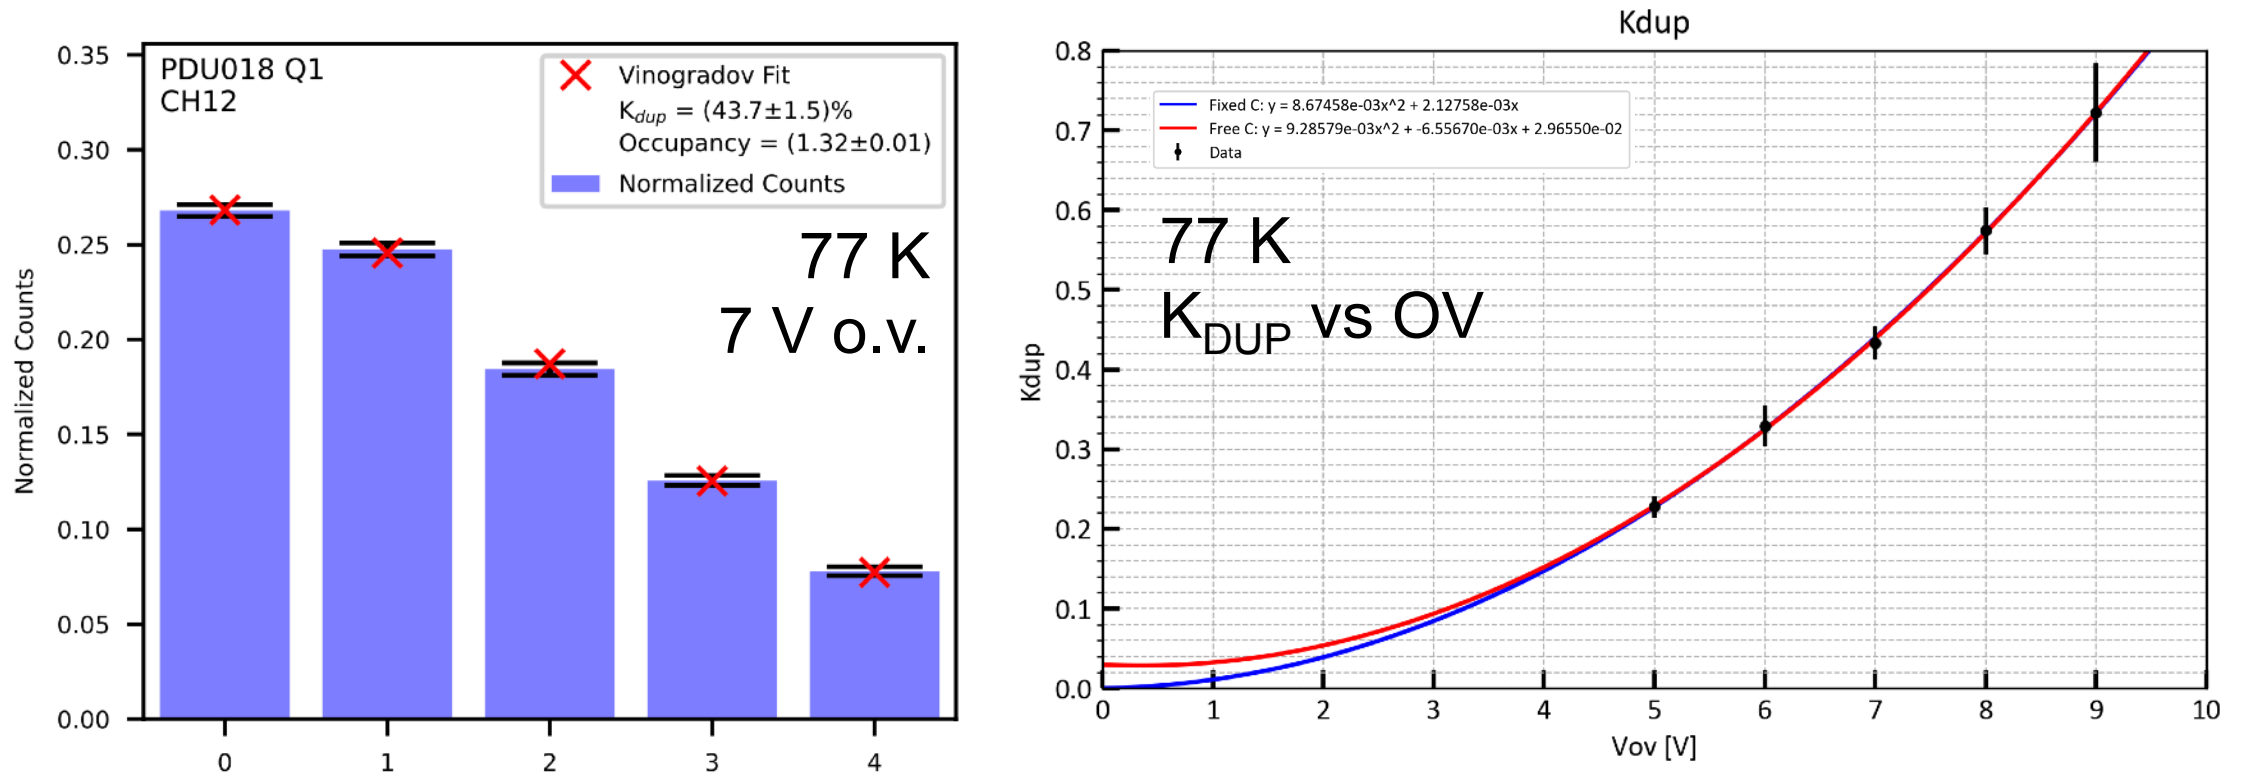 PDU018 Q1
CH12
Vinogradov Fit
K_dup = (43.7±1.5)%
Occupancy = (1.32±0.01)
Normalized Counts
77 K
7 V o.v.
Normalized Counts
0.35
0.30
0.25
0.20
0.15
0.10
0.05
0.00
0 1 2 3 4
Kdup
Fixed C: y = 8.67458e-03x^2 + 2.12758e-03x
Free C: y = 9.28579e-03x^2 + -6.55670e-03x + 2.96550e-02
Data
77 K
K_DUP vs OV
Kdup
0.8
0.7
0.6
0.5
0.4
0.3
0.2
0.1
0.0
0 1 2 3 4 5 6 7 8 9 10
Vov [V]